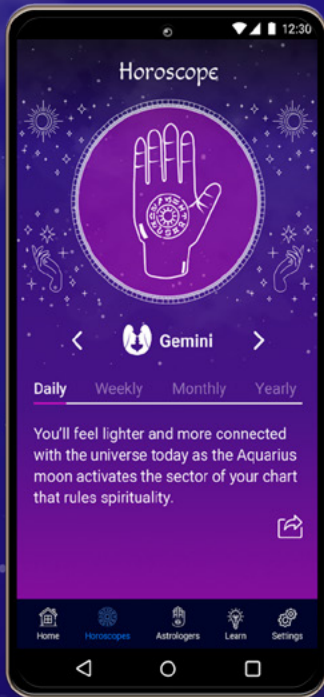 12:30
Horoscope
Gemini
Daily Weekly Monthly Yearly
You'll feel lighter and more connected
with the universe today as the Aquarius
moon activates the sector of your chart
that rules spirituality.
Home Horoscopes Astrologers Learn Settings